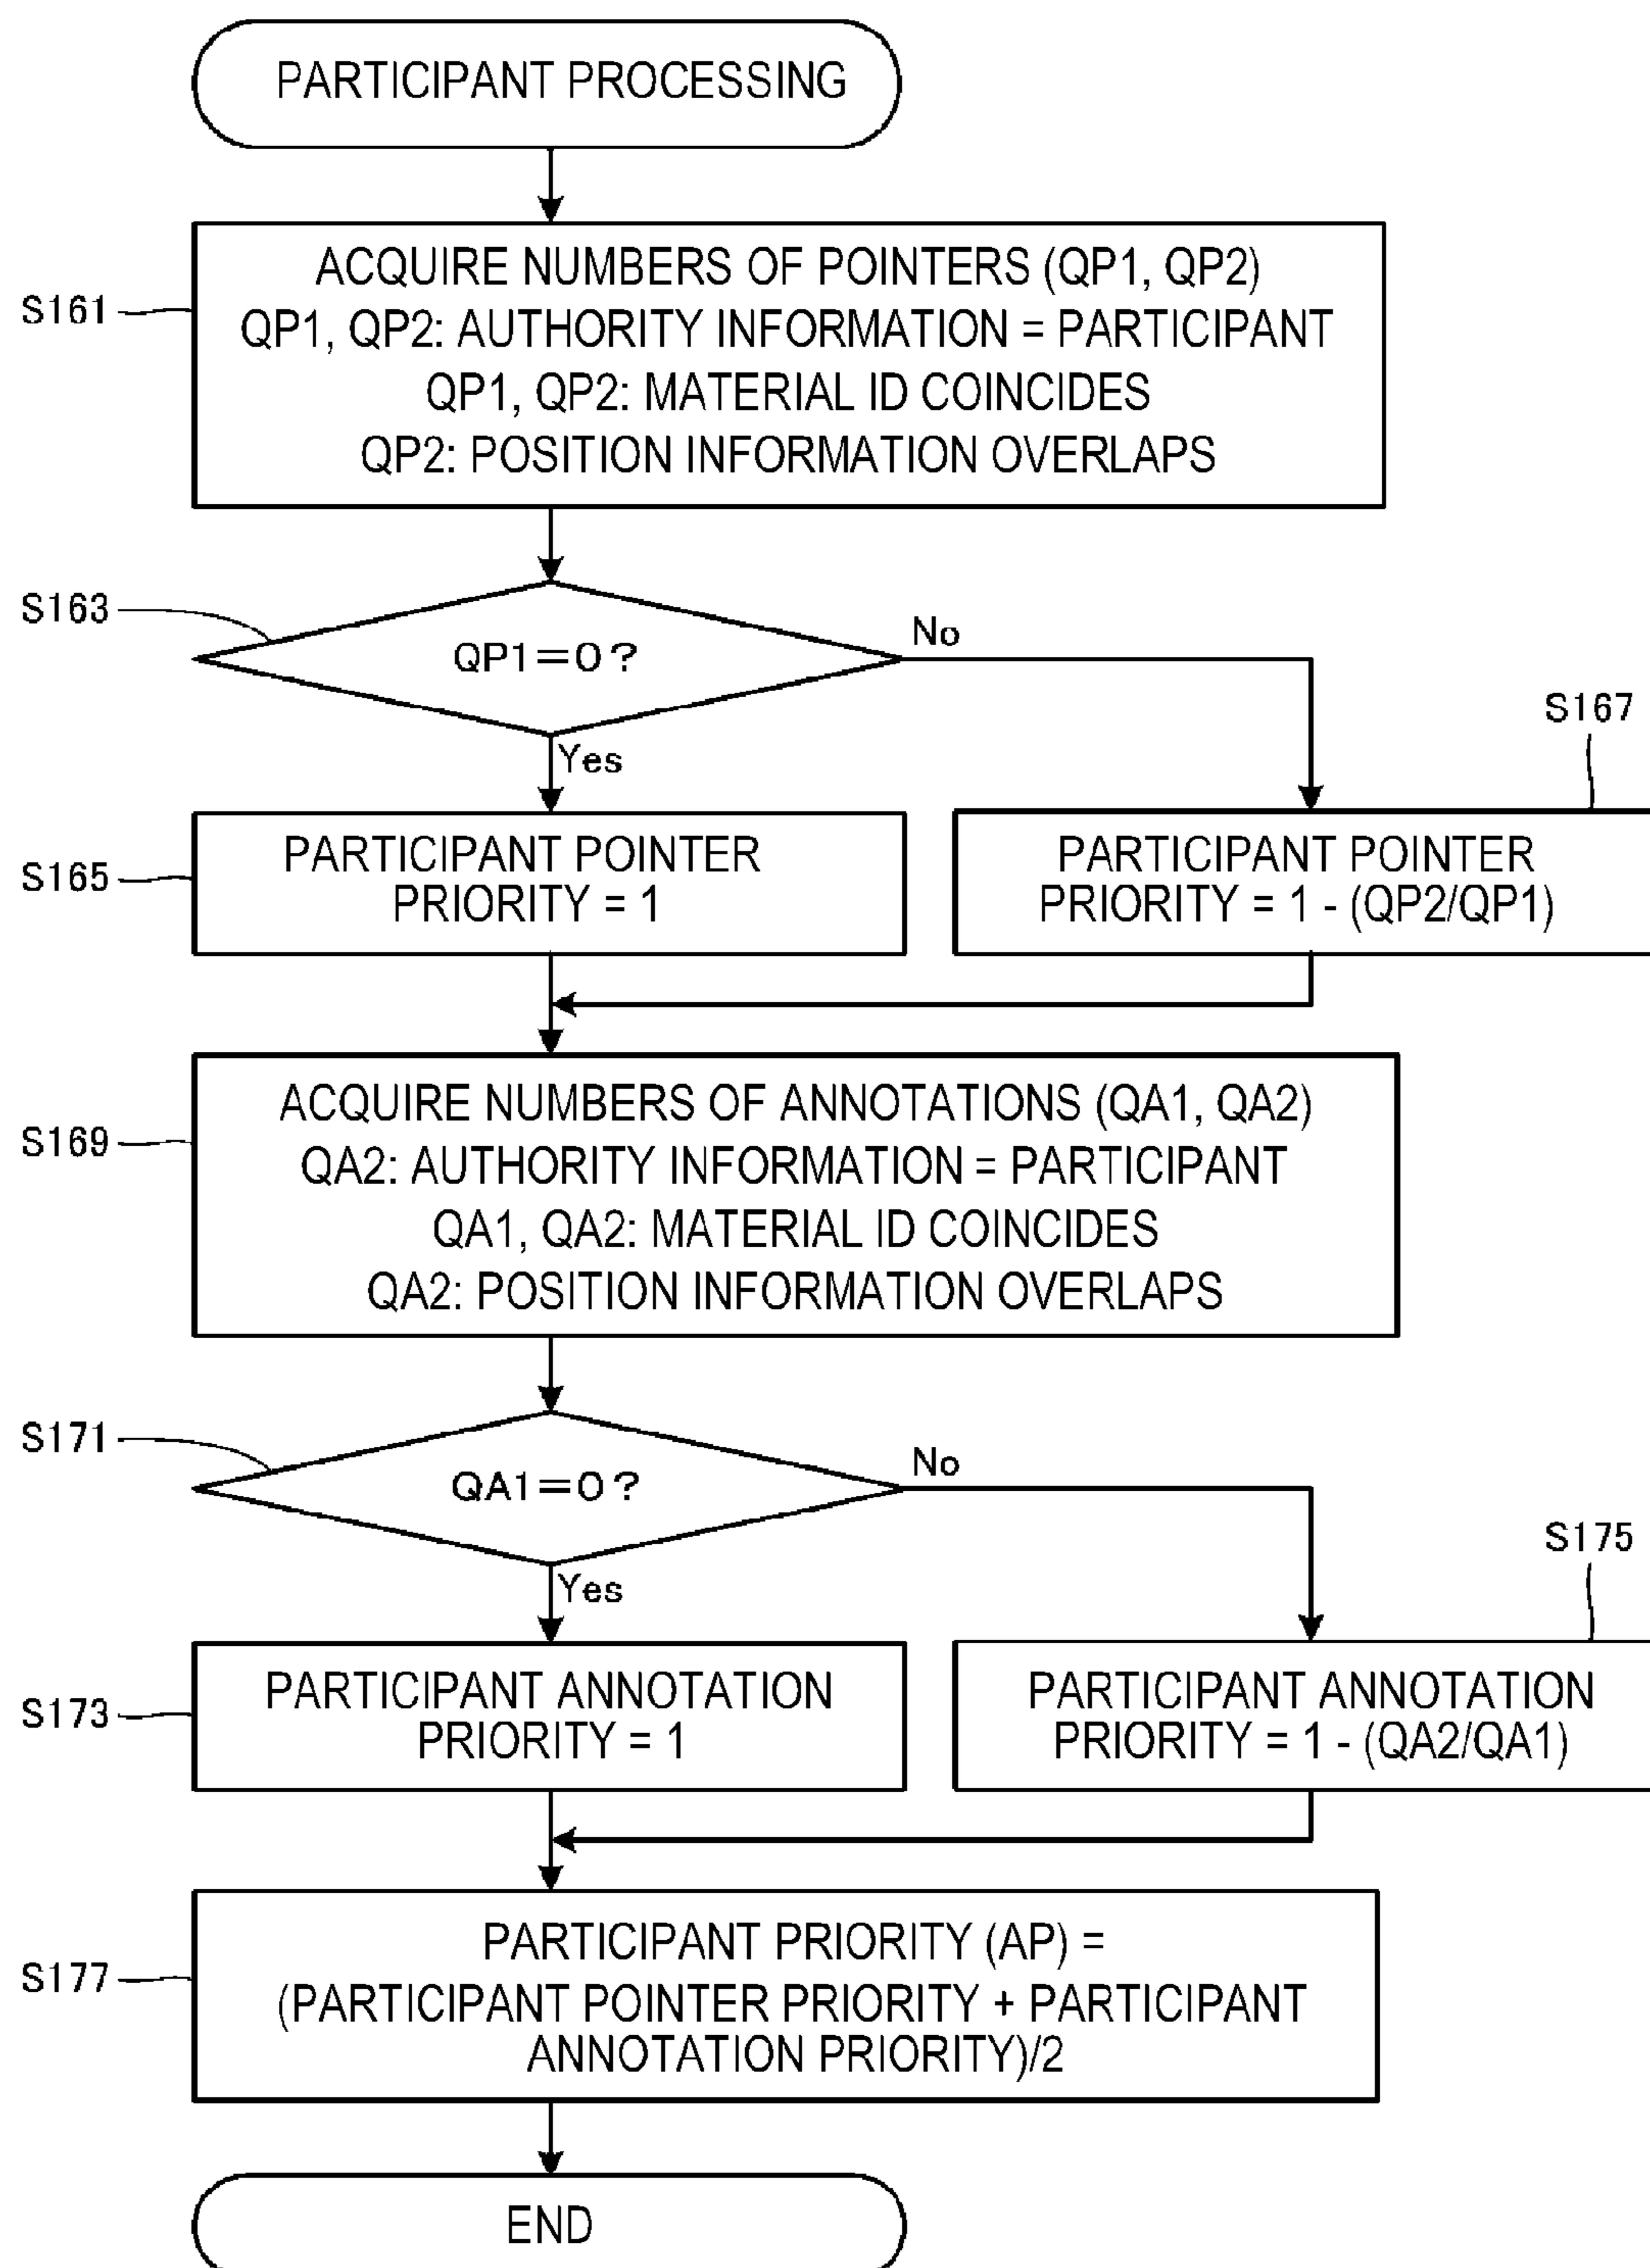 PARTICIPANT PROCESSING
S161
ACQUIRE NUMBERS OF POINTERS (QP1, QP2)
QP1, QP2: AUTHORITY INFORMATION = PARTICIPANT
QP1, QP2: MATERIAL ID COINCIDES
QP2: POSITION INFORMATION OVERLAPS
S163
QP1=0?
No
Yes
S167
S165
PARTICIPANT POINTER
PRIORITY = 1
PARTICIPANT POINTER
PRIORITY = 1 - (QP2/QP1)
S169
ACQUIRE NUMBERS OF ANNOTATIONS (QA1, QA2)
QA2: AUTHORITY INFORMATION = PARTICIPANT
QA1, QA2: MATERIAL ID COINCIDES
QA2: POSITION INFORMATION OVERLAPS
S171
QA1=0?
No
Yes
S175
S173
PARTICIPANT ANNOTATION
PRIORITY = 1
PARTICIPANT ANNOTATION
PRIORITY = 1 - (QA2/QA1)
S177
PARTICIPANT PRIORITY (AP) =
(PARTICIPANT POINTER PRIORITY + PARTICIPANT
ANNOTATION PRIORITY)/2
END